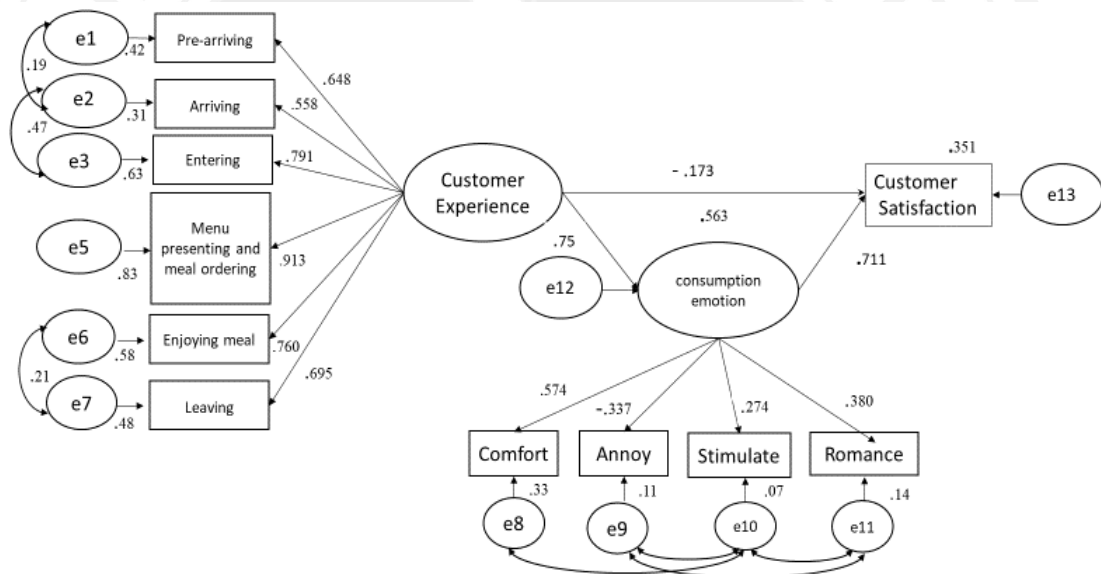 e1
.42
Pre-arriving
.19
e2
.31
Arriving
.47
e3
.63
Entering
e5
.83
Menu
presenting and
meal ordering
e6
.58
Enjoying meal
.21
e7
.48
Leaving
.648
.558
.791
.913
.760
.695
Customer
Experience
- .173
.563
.75
e12
consumption
emotion
.711
.351
Customer
Satisfaction
e13
.574
-.337
.274
.380
Comfort
Annoy
Stimulate
Romance
.33
.11
.07
.14
e8
e9
e10
e11